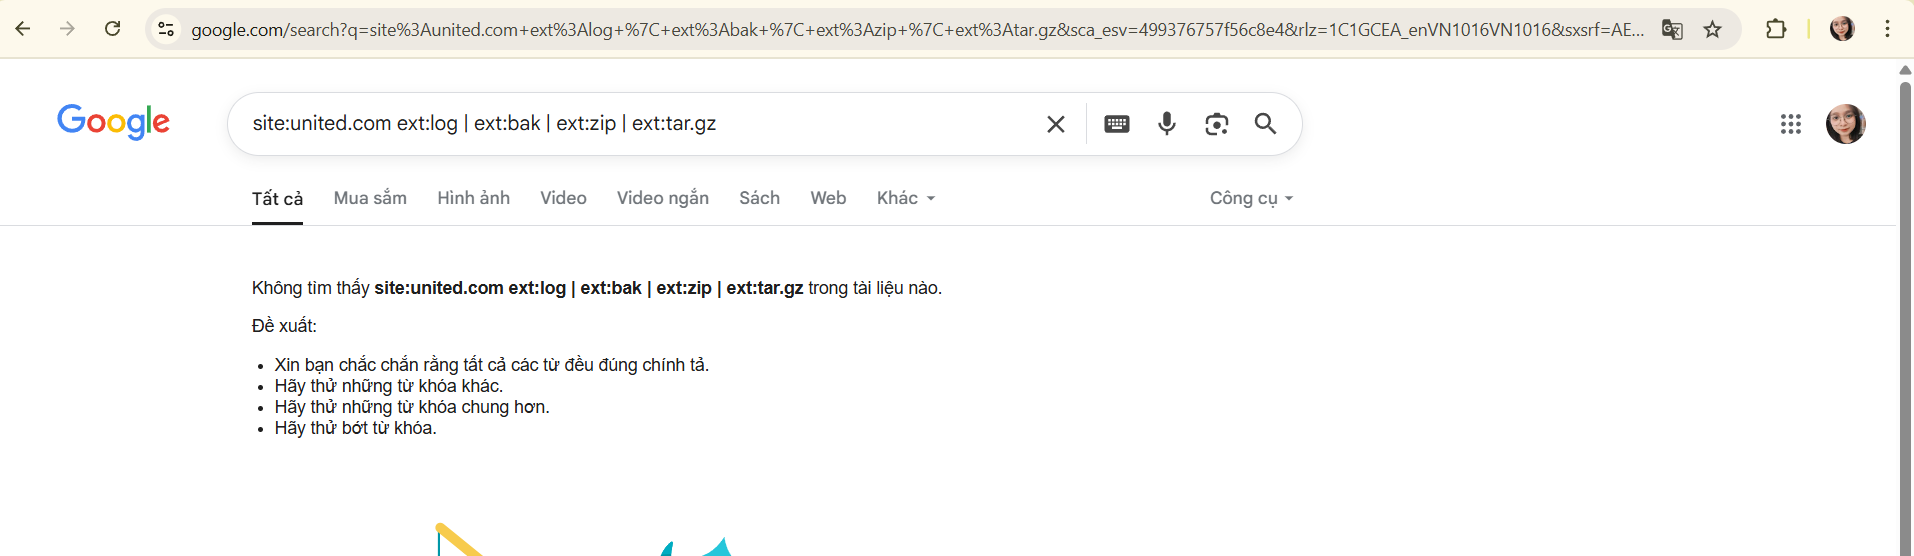 google.com/search?q=site%3Aunited.com+ext%3Alog+%7C+ext%3Abak+%7C+ext%3Azip+%7C+ext%3Atar.gz&sca_esv=499376757f56c8e4&rlz=1C1GCEA_enVN1016VN1016&sxsrf=AE...
Google
site:united.com ext:log | ext:bak | ext:zip | ext:tar.gz
Tất cả Mua sắm Hình ảnh Video Video ngắn Sách Web Khác Công cụ
Không tìm thấy site:united.com ext:log | ext:bak | ext:zip | ext:tar.gz trong tài liệu nào.
Đề xuất:
Xin bạn chắc chắn rằng tất cả các từ đều đúng chính tả.
Hãy thử những từ khóa khác.
Hãy thử những từ khóa chung hơn.
Hãy thử bớt từ khóa.